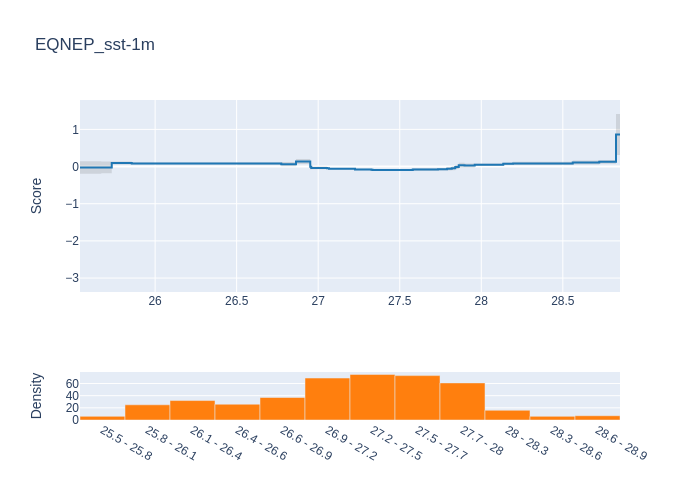 EQNEP_sst-1m
Score
1
0
−1
−2
−3
26
26.5
27
27.5
28
28.5
Density
60
40
20
0
25.5 - 25.8
25.8 - 26.1
26.1 - 26.4
26.4 - 26.6
26.6 - 26.9
26.9 - 27.2
27.2 - 27.5
27.5 - 27.7
27.7 - 28
28 - 28.3
28.3 - 28.6
28.6 - 28.9